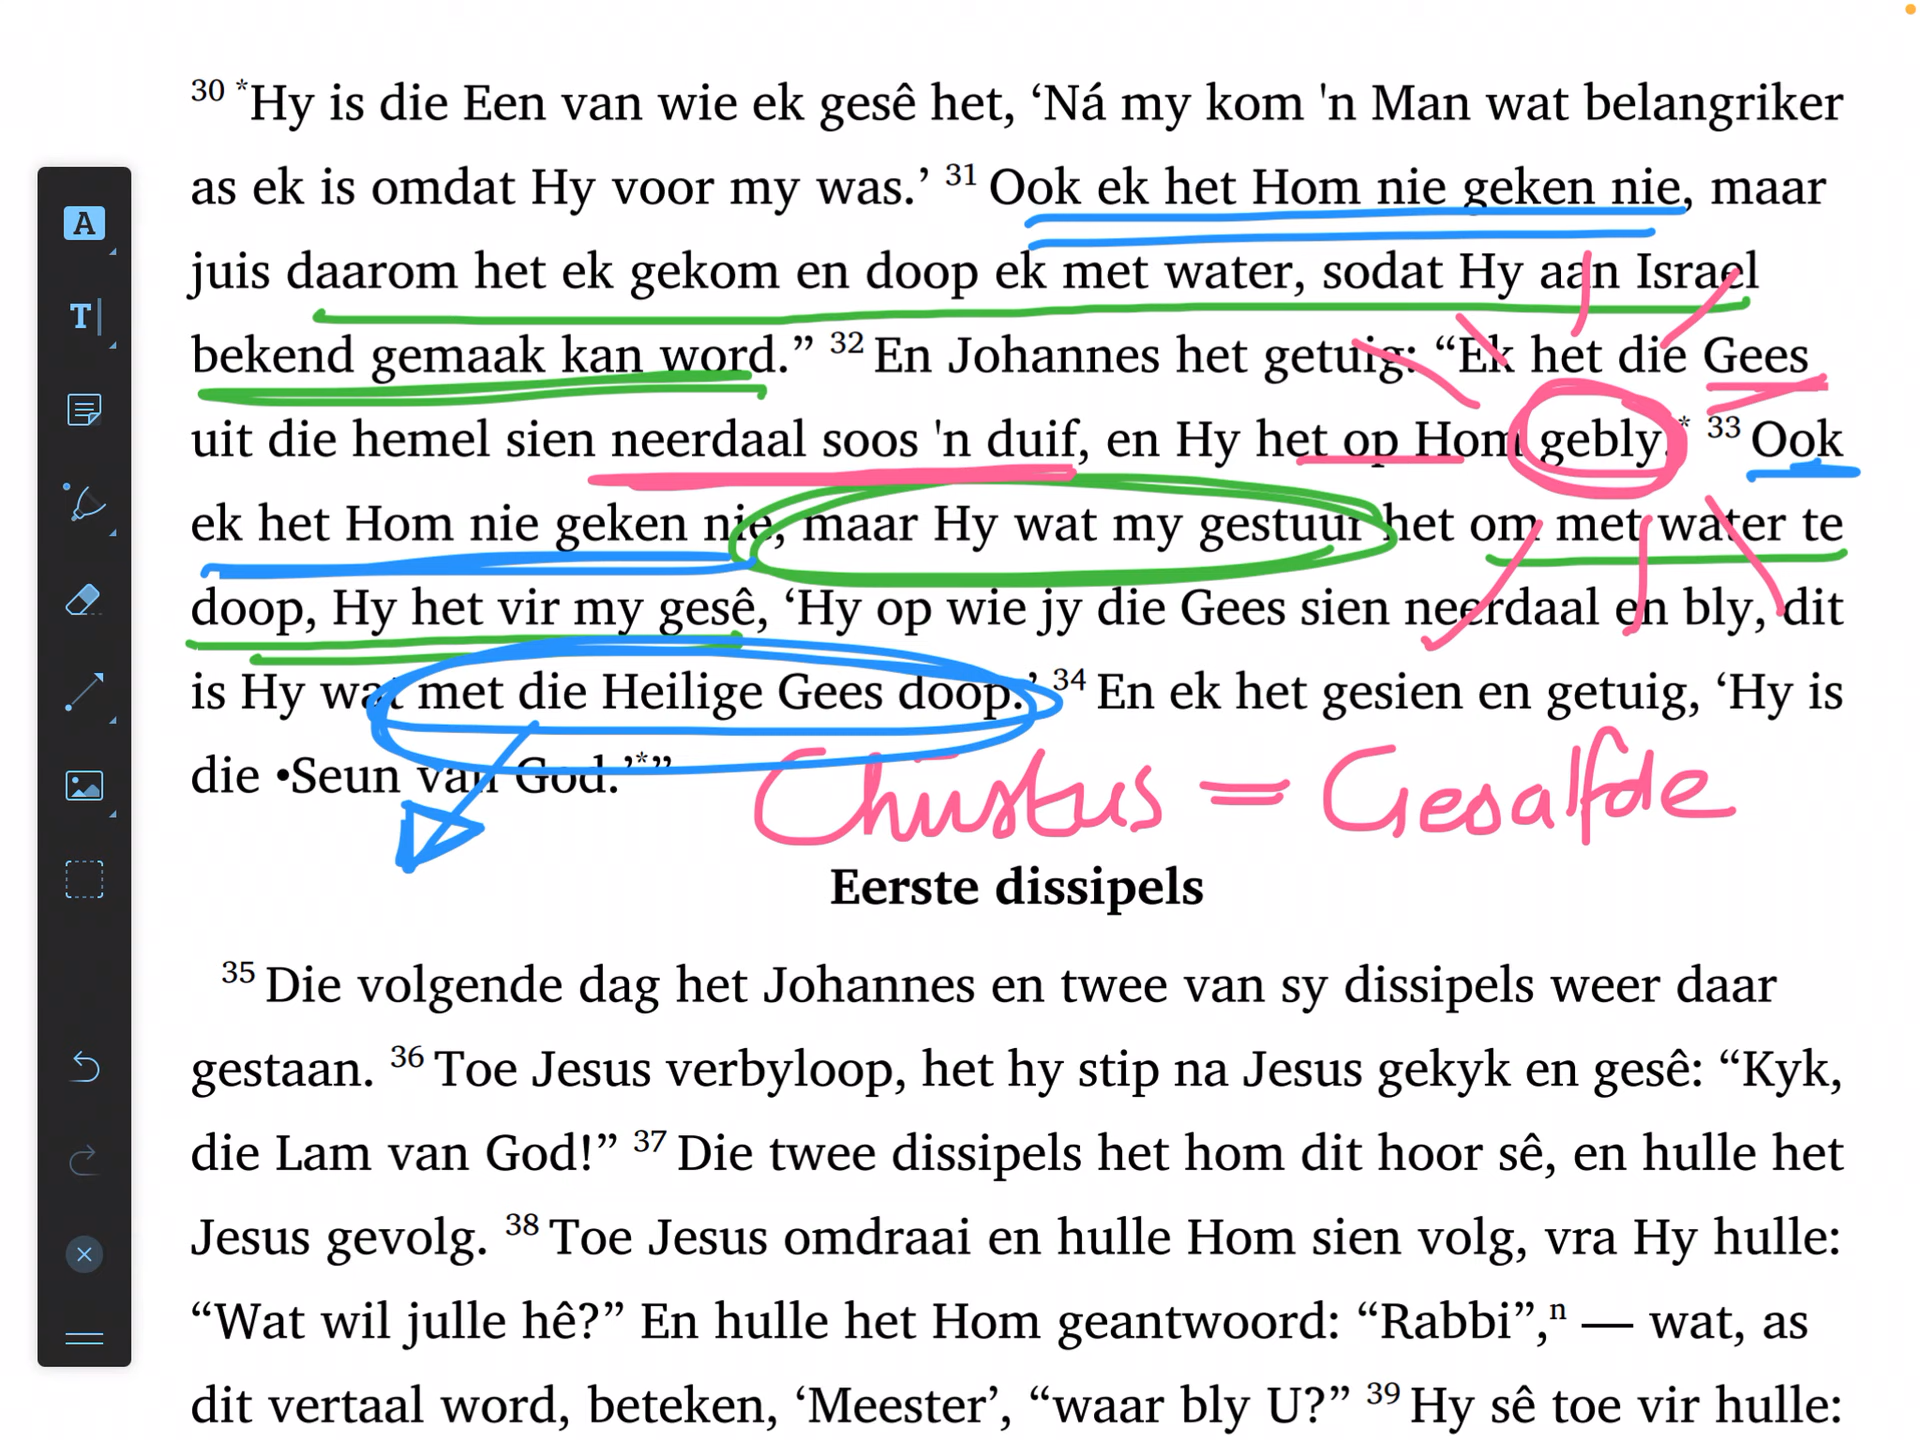 30 *Hy is die Een van wie ek gesê het, ‘Ná my kom 'n Man wat belangriker
as ek is omdat Hy voor my was.’ 31 Ook ek het Hom nie geken nie, maar
juis daarom het ek gekom en doop ek met water, sodat Hy aan Israel
bekend gemaak kan word.” 32 En Johannes het getuig: “Ek het die Gees
uit die hemel sien neerdaal soos 'n duif, en Hy het op Hom gebly.* 33 Ook
ek het Hom nie geken nie, maar Hy wat my gestuur het om met water te
doop, Hy het vir my gesê, ‘Hy op wie jy die Gees sien neerdaal en bly, dit
is Hy wat met die Heilige Gees doop.’ 34 En ek het gesien en getuig, ‘Hy is
die •Seun van God.’*”
Christus = Gesalfde
Eerste dissipels
35 Die volgende dag het Johannes en twee van sy dissipels weer daar
gestaan. 36 Toe Jesus verbyloop, het hy stip na Jesus gekyk en gesê: “Kyk,
die Lam van God!” 37 Die twee dissipels het hom dit hoor sê, en hulle het
Jesus gevolg. 38 Toe Jesus omdraai en hulle Hom sien volg, vra Hy hulle:
“Wat wil julle hê?” En hulle het Hom geantwoord: “Rabbi”,n — wat, as
dit vertaal word, beteken, ‘Meester’, “waar bly U?” 39 Hy sê toe vir hulle:
A
T